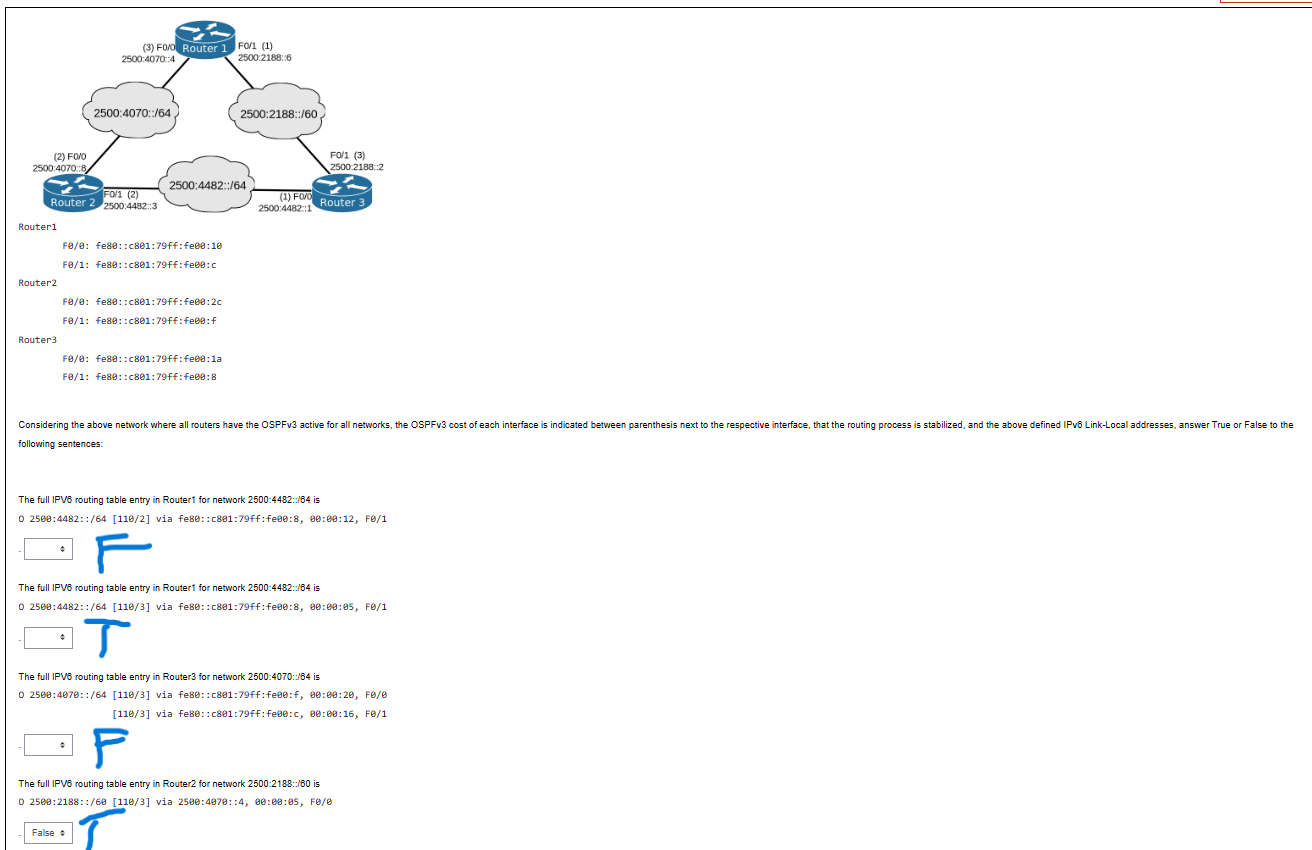 Router 1
(3) F0/0
2500:4070::4
F0/1 (1)
2500:2188::6
2500:4070::/64
2500:2188::/60
(2) F0/0
2500:4070::8
F0/1 (3)
2500:2188::2
2500:4482::/64
Router 2
F0/1 (2)
2500:4482::3
(1) F0/0
2500:4482::1
Router 3
Router1
F0/0: fe80::c801:79ff:fe00:10
F0/1: fe80::c801:79ff:fe00:c
Router2
F0/0: fe80::c801:79ff:fe00:2c
F0/1: fe80::c801:79ff:fe00:f
Router3
F0/0: fe80::c801:79ff:fe00:1a
F0/1: fe80::c801:79ff:fe00:8
Considering the above network where all routers have the OSPFv3 active for all networks, the OSPFv3 cost of each interface is indicated between parenthesis next to the respective interface, that the routing process is stabilized, and the above defined IPv6 Link-Local addresses, answer True or False to the
following sentences:
The full IPV6 routing table entry in Router1 for network 2500:4482::/64 is
O 2500:4482::/64 [110/2] via fe80::c801:79ff:fe00:8, 00:00:12, F0/1
. F
The full IPV6 routing table entry in Router1 for network 2500:4482::/64 is
O 2500:4482::/64 [110/3] via fe80::c801:79ff:fe00:8, 00:00:05, F0/1
. T
The full IPV6 routing table entry in Router3 for network 2500:4070::/64 is
O 2500:4070::/64 [110/3] via fe80::c801:79ff:fe00:f, 00:00:20, F0/0
[110/3] via fe80::c801:79ff:fe00:c, 00:00:16, F0/1
. F
The full IPV6 routing table entry in Router2 for network 2500:2188::/60 is
O 2500:2188::/60 [110/3] via 2500:4070::4, 00:00:05, F0/0
. False T